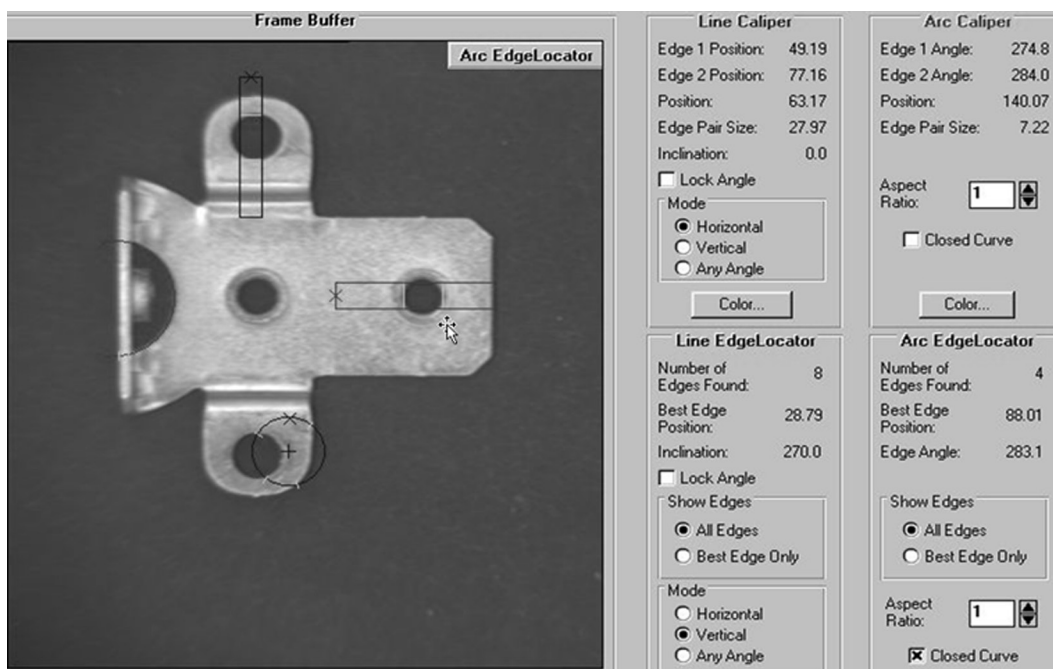 Frame Buffer
Arc EdgeLocator
Line Caliper
Edge 1 Position: 49.19
Edge 2 Position: 77.16
Position: 63.17
Edge Pair Size: 27.97
Inclination: 0.0
Lock Angle
Mode
Horizontal
Vertical
Any Angle
Color...
Arc Caliper
Edge 1 Angle: 274.8
Edge 2 Angle: 284.0
Position: 140.07
Edge Pair Size: 7.22
Aspect
Ratio: 1
Closed Curve
Color...
Line EdgeLocator
Number of
Edges Found: 8
Best Edge
Position: 28.79
Inclination: 270.0
Lock Angle
Show Edges
All Edges
Best Edge Only
Mode
Horizontal
Vertical
Any Angle
Arc EdgeLocator
Number of
Edges Found: 4
Best Edge
Position: 88.01
Edge Angle: 283.1
Show Edges
All Edges
Best Edge Only
Aspect
Ratio: 1
Closed Curve